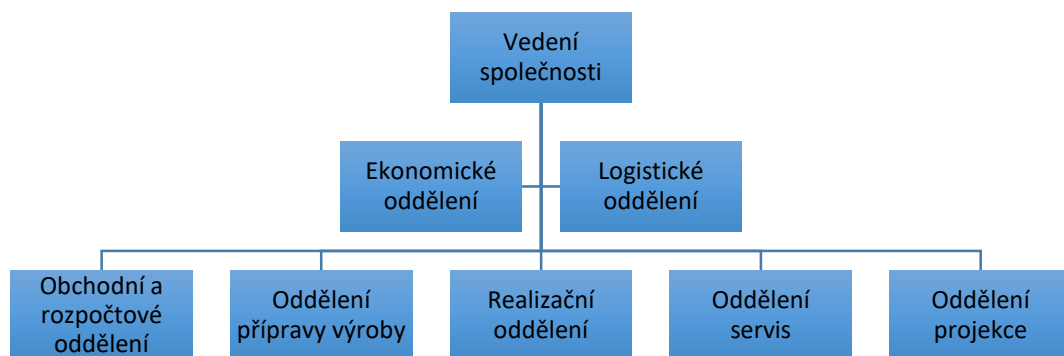 Vedení
společnosti
Ekonomické
oddělení
Logistické
oddělení
Obchodní a
rozpočtové
oddělení
Oddělení
přípravy výroby
Realizační
oddělení
Oddělení
servis
Oddělení
projekce